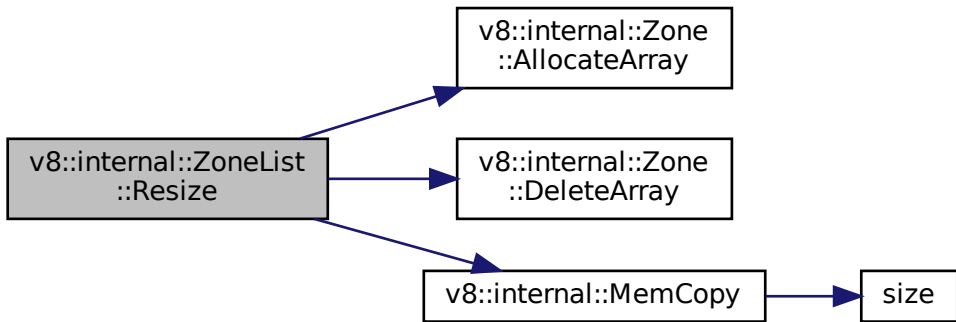 v8::internal::ZoneList
::Resize
v8::internal::Zone
::AllocateArray
v8::internal::Zone
::DeleteArray
v8::internal::MemCopy
size